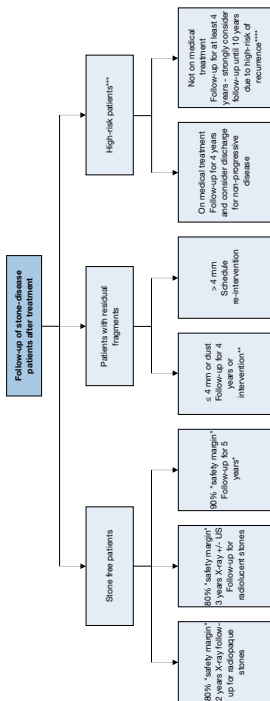 Follow-up of stone-disease
patients after treatment
Stone free patients
Patients with residual
fragments
High-risk patients***
80% "safety margin"
2 years X-ray follow-
up for radiopaque
stones
80% "safety margin"
3 years X-ray +/- US
Follow-up for
radiolucent stones
90% "safety margin"
Follow-up for 5
years*
≤ 4 mm or dust
Follow-up for 4
years or
intervention**
> 4 mm
Schedule
re-intervention
On medical treatment
Follow-up for 4 years
and consider discharge
for non-progressive
disease
Not on medical
treatment
Follow-up for at least 4
years - strongly consider
follow-up until 10 years
due to high-risk of
recurrence****